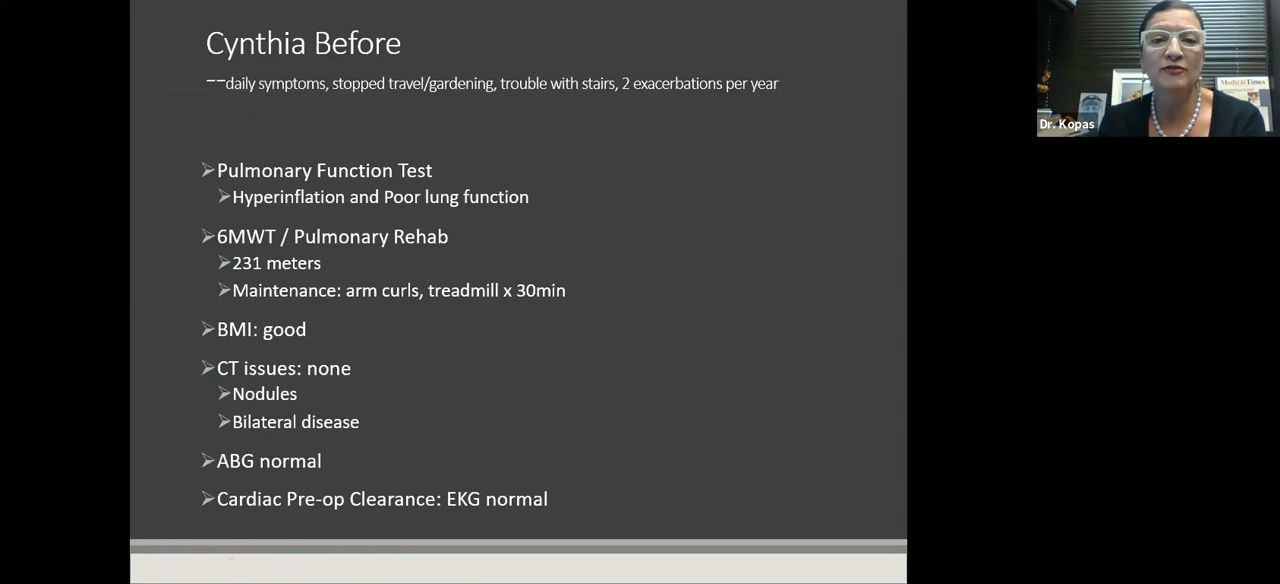 Cynthia Before
--daily symptoms, stopped travel/gardening, trouble with stairs, 2 exacerbations per year
Pulmonary Function Test
Hyperinflation and Poor lung function
6MWT / Pulmonary Rehab
231 meters
Maintenance: arm curls, treadmill x 30min
BMI: good
CT issues: none
Nodules
Bilateral disease
ABG normal
Cardiac Pre-op Clearance: EKG normal
Dr. Kopas
Medical Times